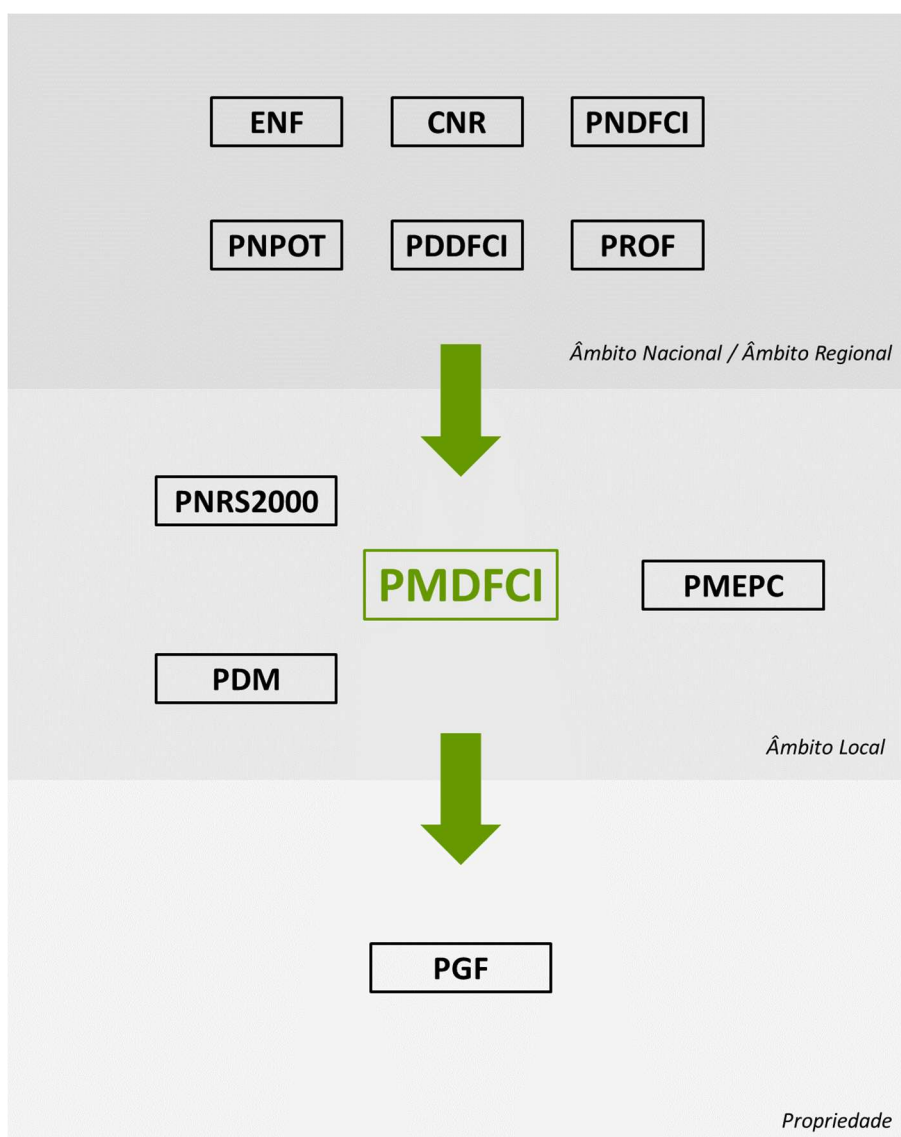 ENF CNR PNDFCI
PNPOT PDDFCI PROF
Âmbito Nacional / Âmbito Regional
PNRS2000
PMDFCI PMEPC
PDM
Âmbito Local
PGF
Propriedade